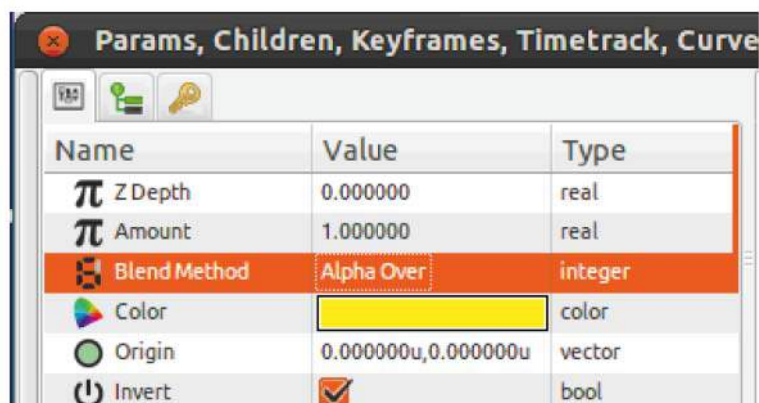 Params, Children, Keyframes, Timetrack, Curve
Name Value Type
Z Depth 0.000000 real
Amount 1.000000 real
Blend Method Alpha Over integer
Color color
Origin 0.000000u,0.000000u vector
Invert bool